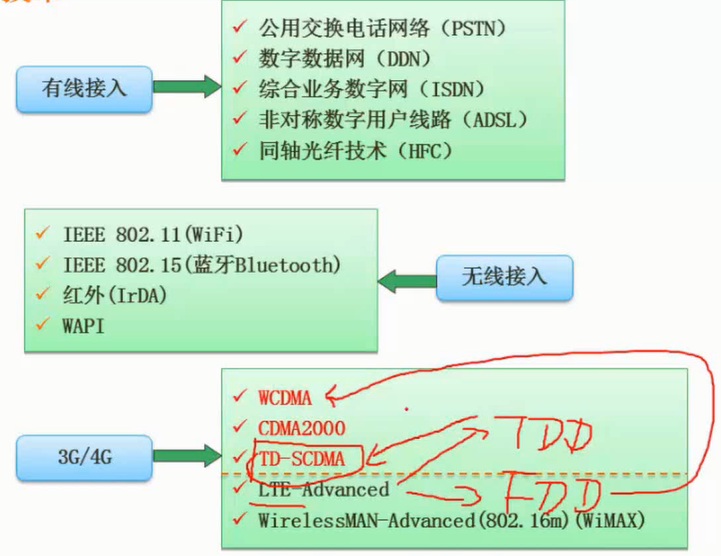 有线接入
公用交换电话网络（PSTN）
数字数据网（DDN）
综合业务数字网（ISDN）
非对称数字用户线路（ADSL）
同轴光纤技术（HFC）
IEEE 802.11(WiFi)
IEEE 802.15(蓝牙Bluetooth)
红外(IrDA)
WAPI
无线接入
3G/4G
WCDMA
CDMA2000
TD-SCDMA
TDD
LTE-Advanced
FDD
WirelessMAN-Advanced(802.16m)(WiMAX)